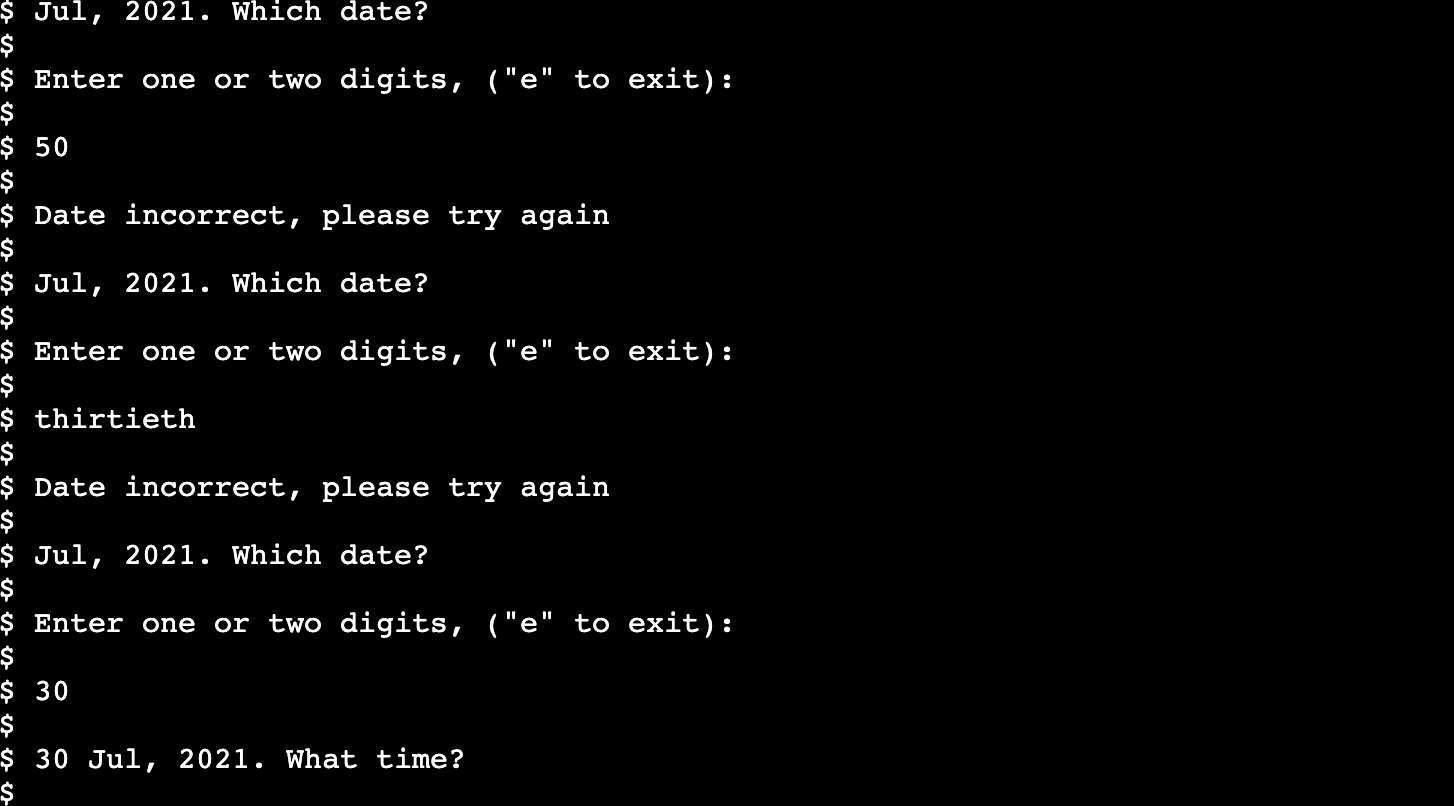 $ Jul, 2021. Which date?
$
$ Enter one or two digits, ("e" to exit):
$
$ 50
$
$ Date incorrect, please try again
$
$ Jul, 2021. Which date?
$
$ Enter one or two digits, ("e" to exit):
$
$ thirtieth
$
$ Date incorrect, please try again
$
$ Jul, 2021. Which date?
$
$ Enter one or two digits, ("e" to exit):
$
$ 30
$
$ 30 Jul, 2021. What time?
$